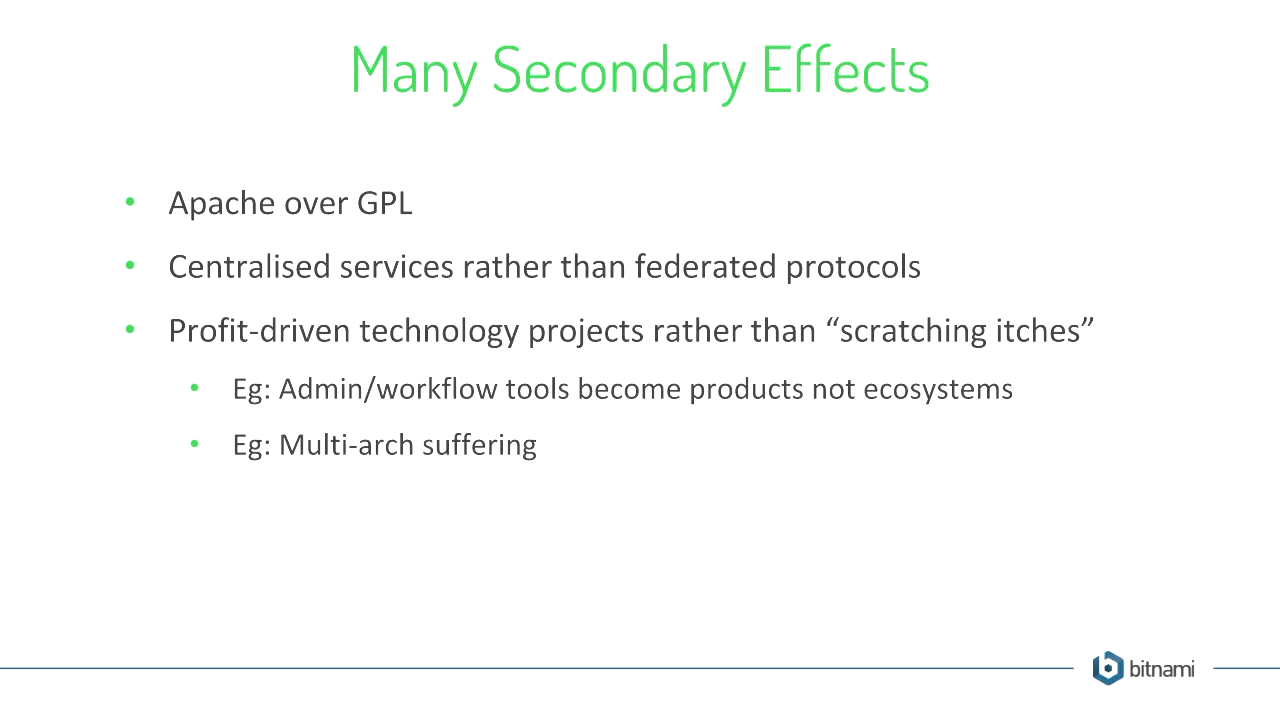 Many Secondary Effects
• Apache over GPL
• Centralised services rather than federated protocols
• Profit-driven technology projects rather than “scratching itches”
• Eg: Admin/workflow tools become products not ecosystems
• Eg: Multi-arch suffering
bitnami